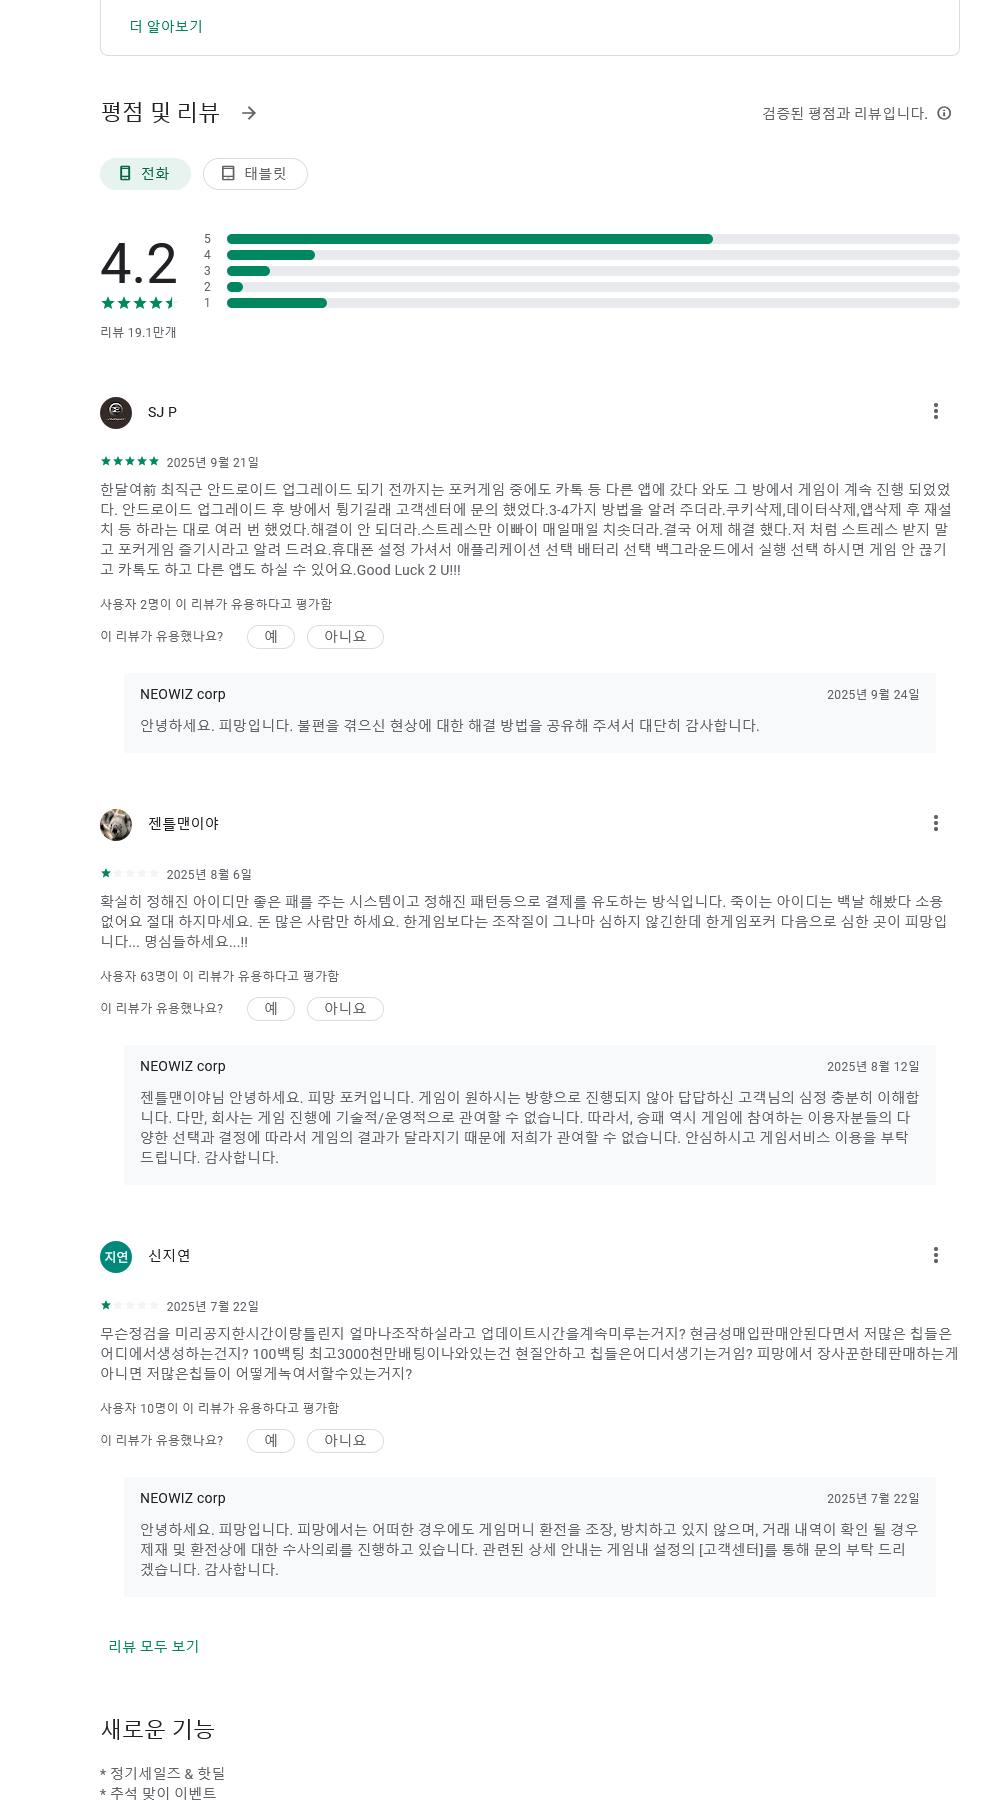 더 알아보기
평점 및 리뷰
검증된 평점과 리뷰입니다.
전화
태블릿
4.2
5
4
3
2
1
리뷰 19.1만개
SJ P
2025년 9월 21일
한달여前 최직근 안드로이드 업그레이드 되기 전까지는 포커게임 중에도 카톡 등 다른 앱에 갔다 와도 그 방에서 게임이 계속 진행 되었었
다. 안드로이드 업그레이드 후 방에서 튕기길래 고객센터에 문의 했었다.3-4가지 방법을 알려 주더라.쿠키삭제,데이터삭제,앱삭제 후 재설
치 등 하라는 대로 여러 번 했었다.해결이 안 되더라.스트레스만 이빠이 매일매일 치솟더라.결국 어제 해결 했다.저 처럼 스트레스 받지 말
고 포커게임 즐기시라고 알려 드려요.휴대폰 설정 가셔서 애플리케이션 선택 배터리 선택 백그라운드에서 실행 선택 하시면 게임 안 끊기
고 카톡도 하고 다른 앱도 하실 수 있어요.Good Luck 2 U!!!
사용자 2명이 이 리뷰가 유용하다고 평가함
이 리뷰가 유용했나요?
예
아니요
NEOWIZ corp
2025년 9월 24일
안녕하세요. 피망입니다. 불편을 겪으신 현상에 대한 해결 방법을 공유해 주셔서 대단히 감사합니다.
젠틀맨이야
2025년 8월 6일
확실히 정해진 아이디만 좋은 패를 주는 시스템이고 정해진 패턴등으로 결제를 유도하는 방식입니다. 죽이는 아이디는 백날 해봤다 소용
없어요 절대 하지마세요. 돈 많은 사람만 하세요. 한게임보다는 조작질이 그나마 심하지 않긴한데 한게임포커 다음으로 심한 곳이 피망입
니다... 명심들하세요...!!
사용자 63명이 이 리뷰가 유용하다고 평가함
이 리뷰가 유용했나요?
예
아니요
NEOWIZ corp
2025년 8월 12일
젠틀맨이야님 안녕하세요. 피망 포커입니다. 게임이 원하시는 방향으로 진행되지 않아 답답하신 고객님의 심정 충분히 이해합
니다. 다만, 회사는 게임 진행에 기술적/운영적으로 관여할 수 없습니다. 따라서, 승패 역시 게임에 참여하는 이용자분들의 다
양한 선택과 결정에 따라서 게임의 결과가 달라지기 때문에 저희가 관여할 수 없습니다. 안심하시고 게임서비스 이용을 부탁
드립니다. 감사합니다.
지연
신지연
2025년 7월 22일
무슨정검을 미리공지한시간이랑틀린지 얼마나조작하실라고 업데이트시간을계속미루는거지? 현금성매입판매안된다면서 저많은 칩들은
어디에서생성하는건지? 100백팅 최고3000천만배팅이나와있는건 현질안하고 칩들은어디서생기는거임? 피망에서 장사꾼한테판매하는게
아니면 저많은칩들이 어떻게녹여서할수있는거지?
사용자 10명이 이 리뷰가 유용하다고 평가함
이 리뷰가 유용했나요?
예
아니요
NEOWIZ corp
2025년 7월 22일
안녕하세요. 피망입니다. 피망에서는 어떠한 경우에도 게임머니 환전을 조장, 방치하고 있지 않으며, 거래 내역이 확인 될 경우
제재 및 환전상에 대한 수사의뢰를 진행하고 있습니다. 관련된 상세 안내는 게임내 설정의 [고객센터]를 통해 문의 부탁 드리
겠습니다. 감사합니다.
리뷰 모두 보기
새로운 기능
* 정기세일즈 & 핫딜
* 추석 맞이 이벤트